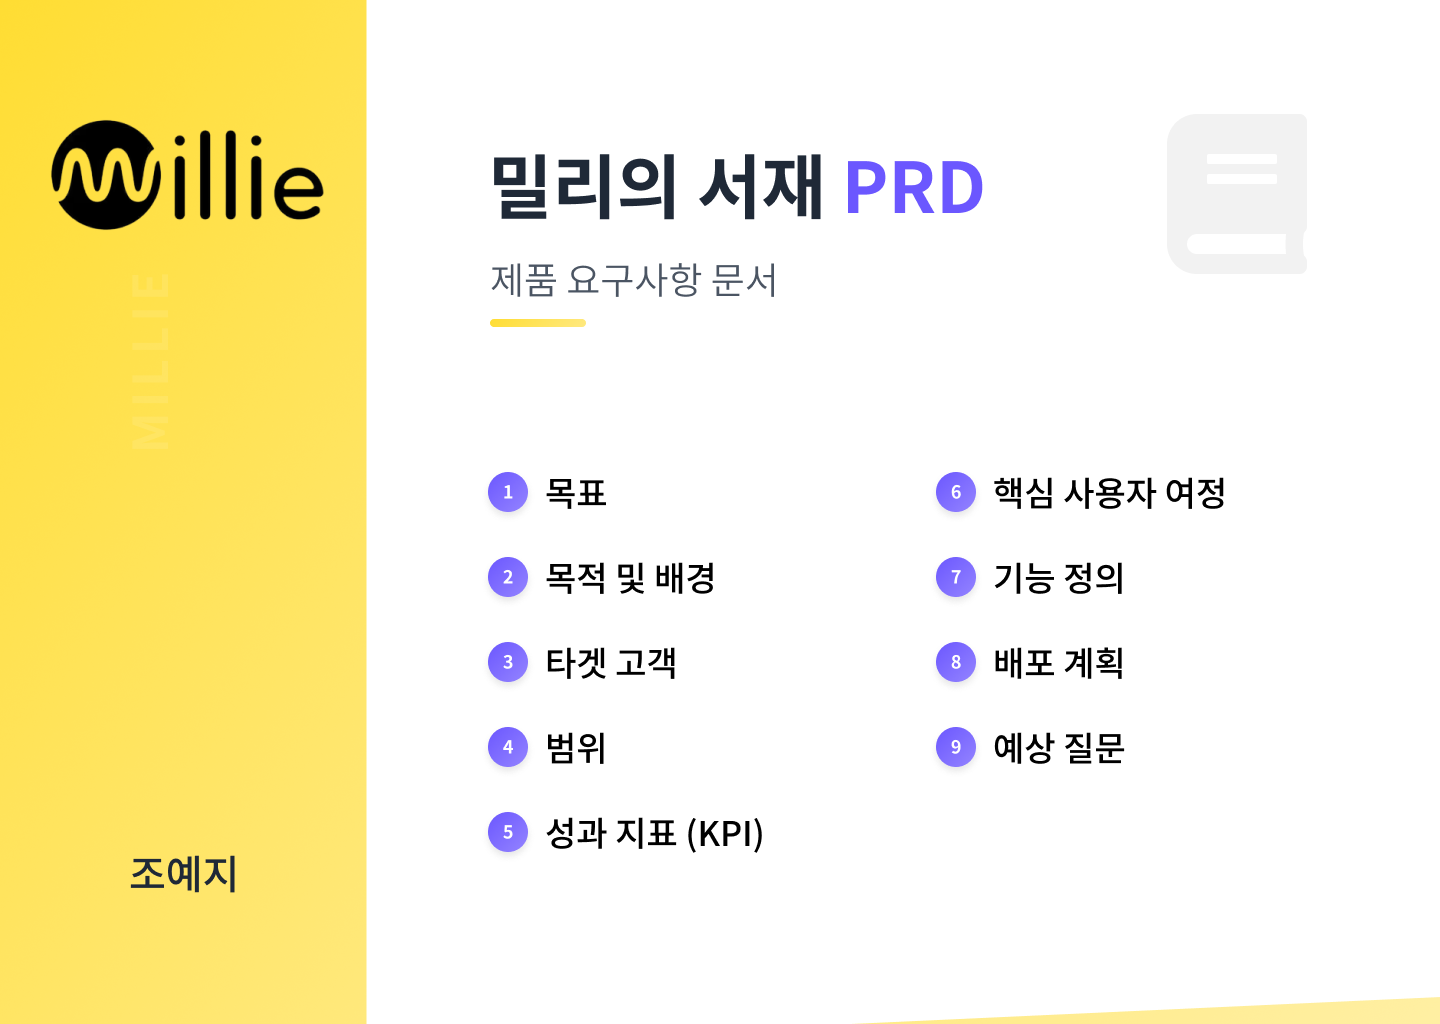 Millie
MILLIE
조예지
밀리의 서재 PRD
제품 요구사항 문서
1 목표
2 목적 및 배경
3 타겟 고객
4 범위
5 성과 지표 (KPI)
6 핵심 사용자 여정
7 기능 정의
8 배포 계획
9 예상 질문